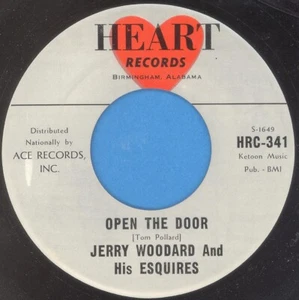 HEART
RECORDS
BIRMINGHAM, ALABAMA
Distributed
Nationally by
ACE RECORDS,
INC.
S-1649
HRC-341
Katoon Music
Pub. - BMI
OPEN THE DOOR
[Tom Pollard]
JERRY WOODARD And
His ESQUIRES